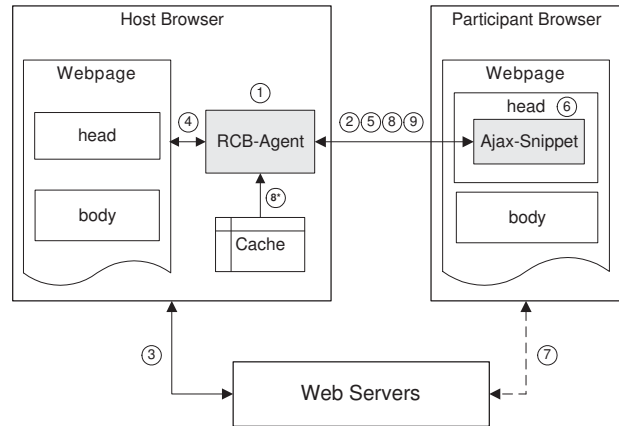 Host Browser
Participant Browser
Webpage
head
body
①
④
RCB-Agent
8*
Cache
② ⑤ ⑧ ⑨
Webpage
head ⑥
Ajax-Snippet
body
③
⑦
Web Servers